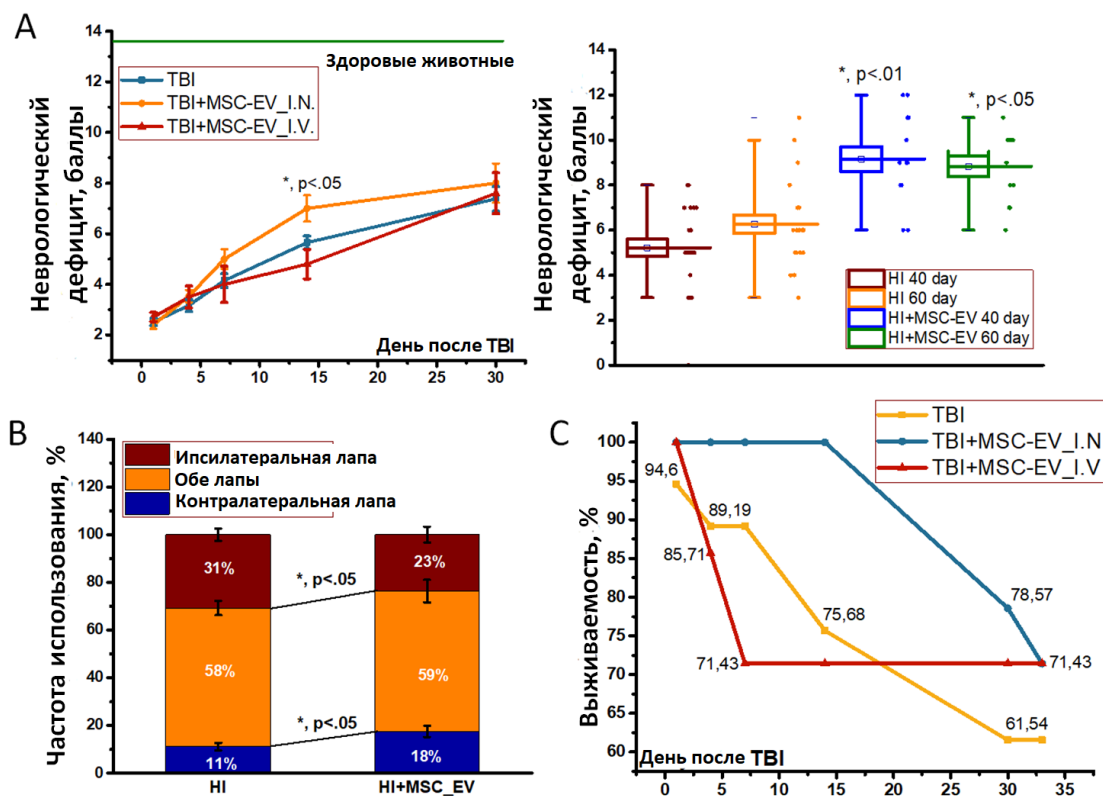 A
14
12
10
8
6
4
2
Неврологический
дефицит, баллы
Здоровые животные
TBI
TBI+MSC-EV_I.N.
TBI+MSC-EV_I.V.
*, p<.05
День после TBI
0 5 10 15 20 25 30
14
12
10
8
6
4
2
0
Неврологический
дефицит, баллы
*, p<.01
*, p<.05
HI 40 day
HI 60 day
HI+MSC-EV 40 day
HI+MSC-EV 60 day
B
140
120
100
80
60
40
20
0
Частота использования, %
Ипсилатеральная лапа
Обе лапы
Контралатеральная лапа
31%
23%
*, p<.05
58%
59%
*, p<.05
11%
18%
HI HI+MSC_EV
C
TBI
TBI+MSC-EV_I.N
TBI+MSC-EV_I.V
100
95
90
85
80
75
70
65
60
Выживаемость, %
94,6
89,19
85,71
75,68
78,57
71,43
71,43
61,54
День после TBI
0 5 10 15 20 25 30 35